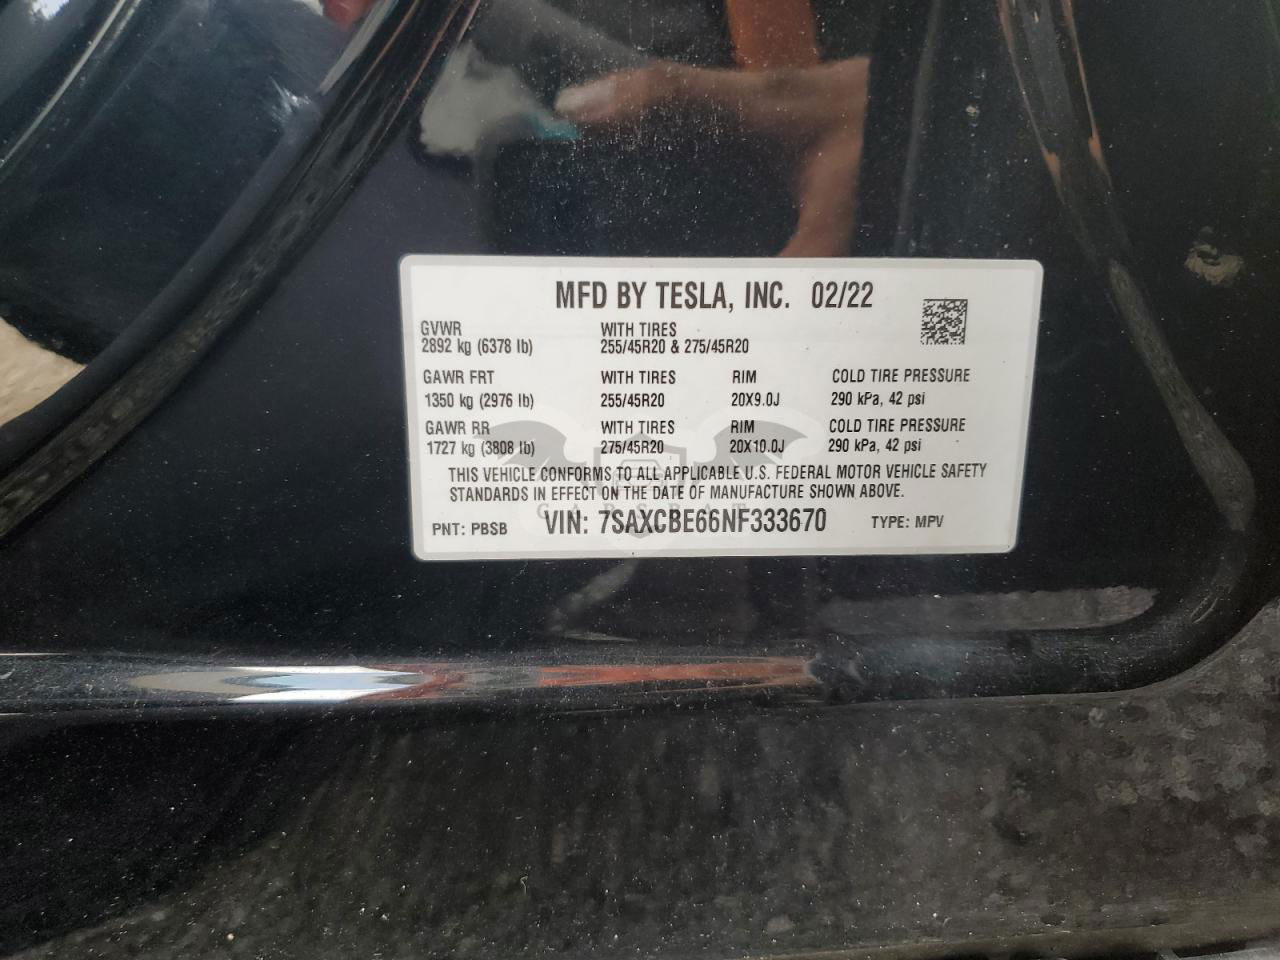 MFD BY TESLA, INC. 02/22
GVWR WITH TIRES
2892 kg (6378 lb) 255/45R20 & 275/45R20
GAWR FRT WITH TIRES RIM COLD TIRE PRESSURE
1350 kg (2976 lb) 255/45R20 20X9.0J 290 kPa, 42 psi
GAWR RR WITH TIRES RIM COLD TIRE PRESSURE
1727 kg (3808 lb) 275/45R20 20X10.0J 290 kPa, 42 psi
THIS VEHICLE CONFORMS TO ALL APPLICABLE U.S. FEDERAL MOTOR VEHICLE SAFETY
STANDARDS IN EFFECT ON THE DATE OF MANUFACTURE SHOWN ABOVE.
CARSBAT
PNT: PBSB VIN: 7SAXCBE66NF333670 TYPE: MPV